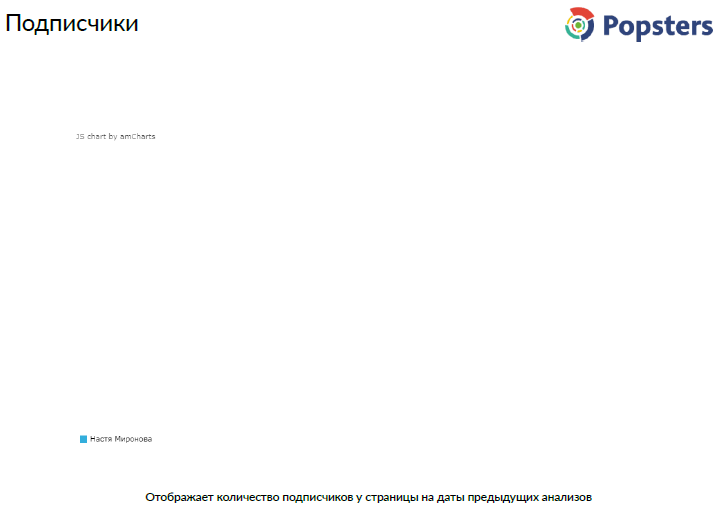 Подписчики
Popsters
JS chart by amCharts
Настя Миронова
Отображает количество подписчиков у страницы на даты предыдущих анализов